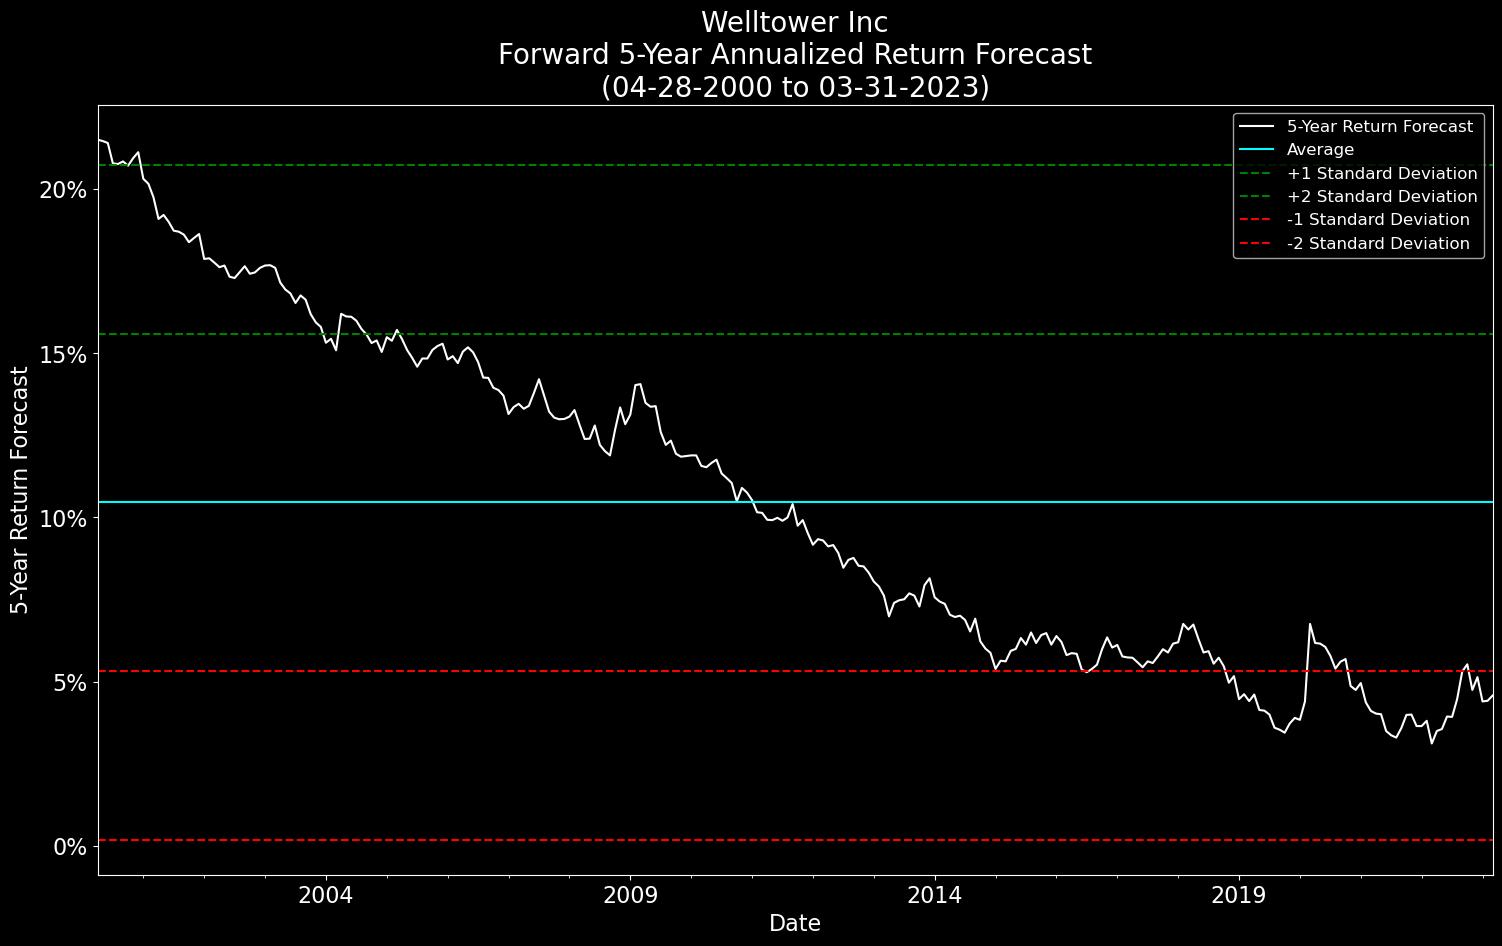 Welltower Inc
Forward 5-Year Annualized Return Forecast
(04-28-2000 to 03-31-2023)
5-Year Return Forecast
Average
+1 Standard Deviation
+2 Standard Deviation
-1 Standard Deviation
-2 Standard Deviation
20%
15%
10%
5%
0%
5-Year Return Forecast
2004
2009
2014
2019
Date